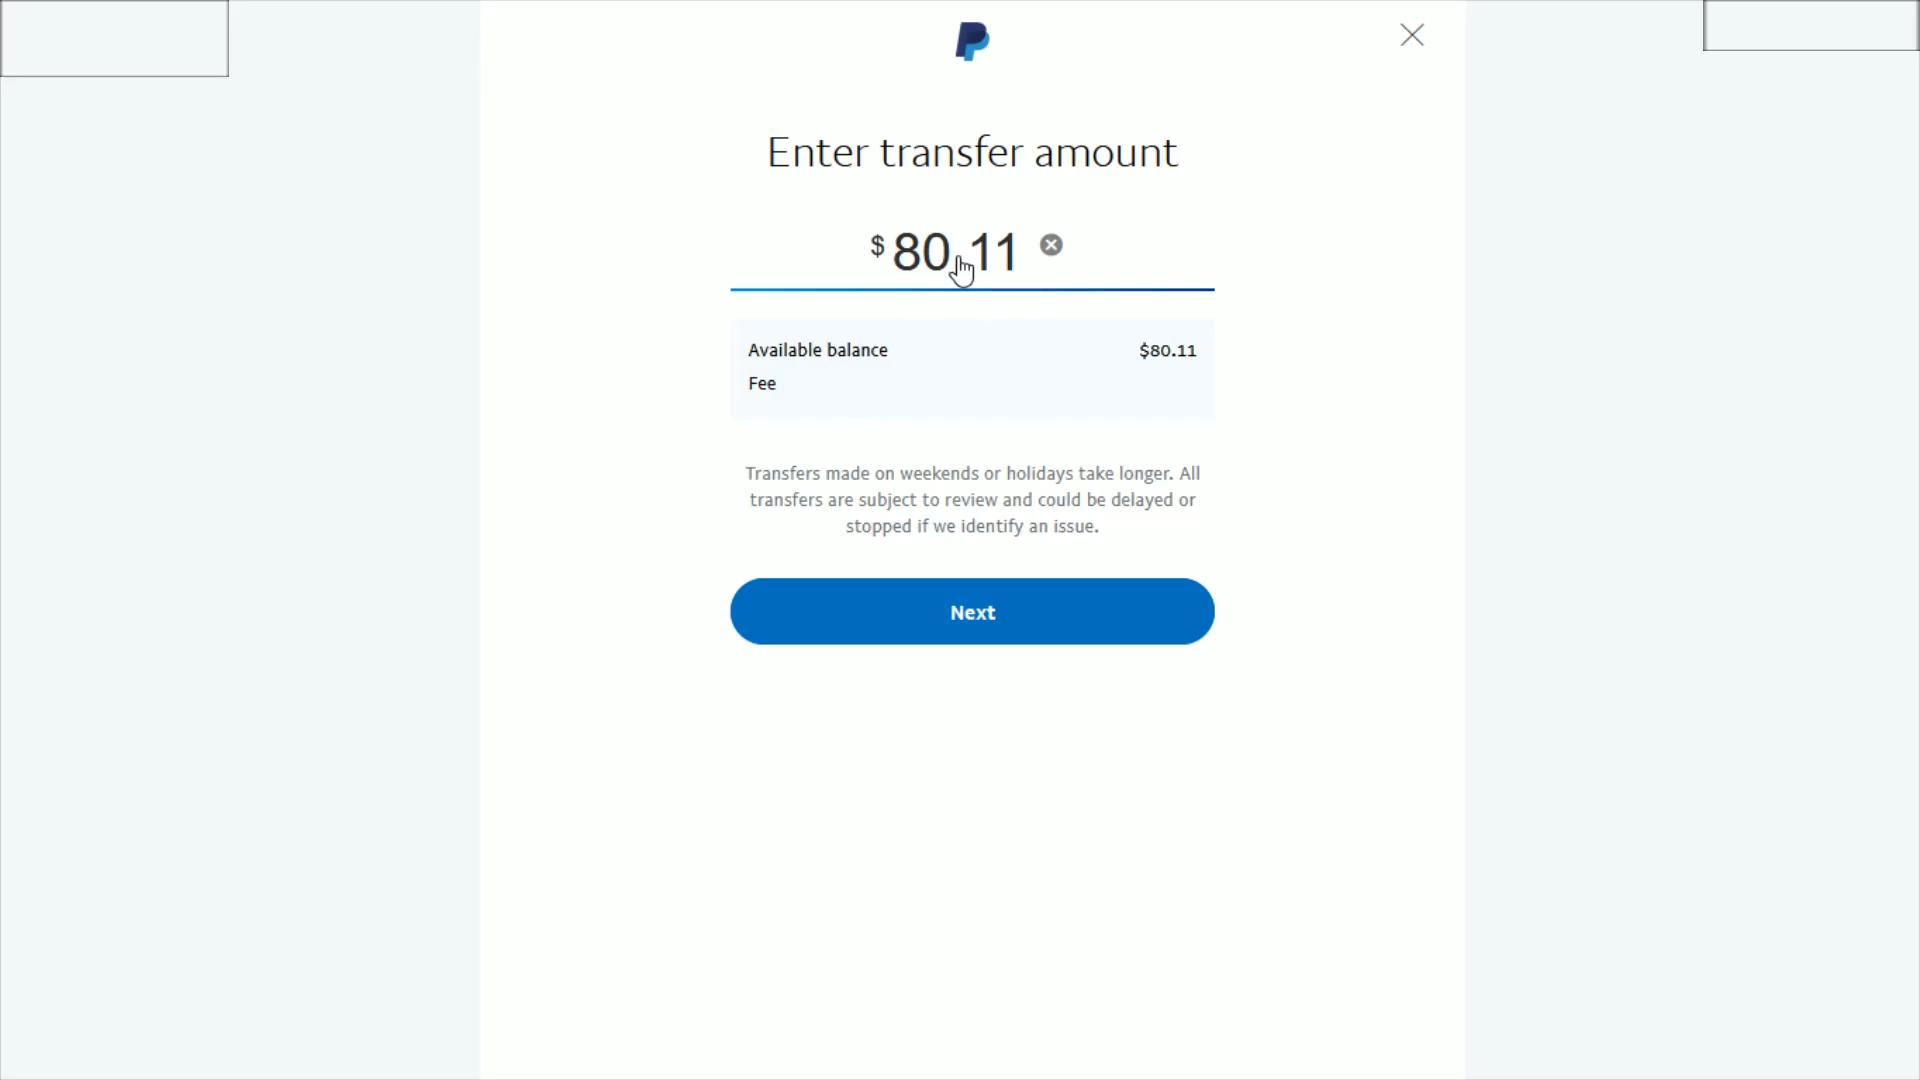 Enter transfer amount
$ 80.11
Available balance $80.11
Fee
Transfers made on weekends or holidays take longer. All
transfers are subject to review and could be delayed or
stopped if we identify an issue.
Next